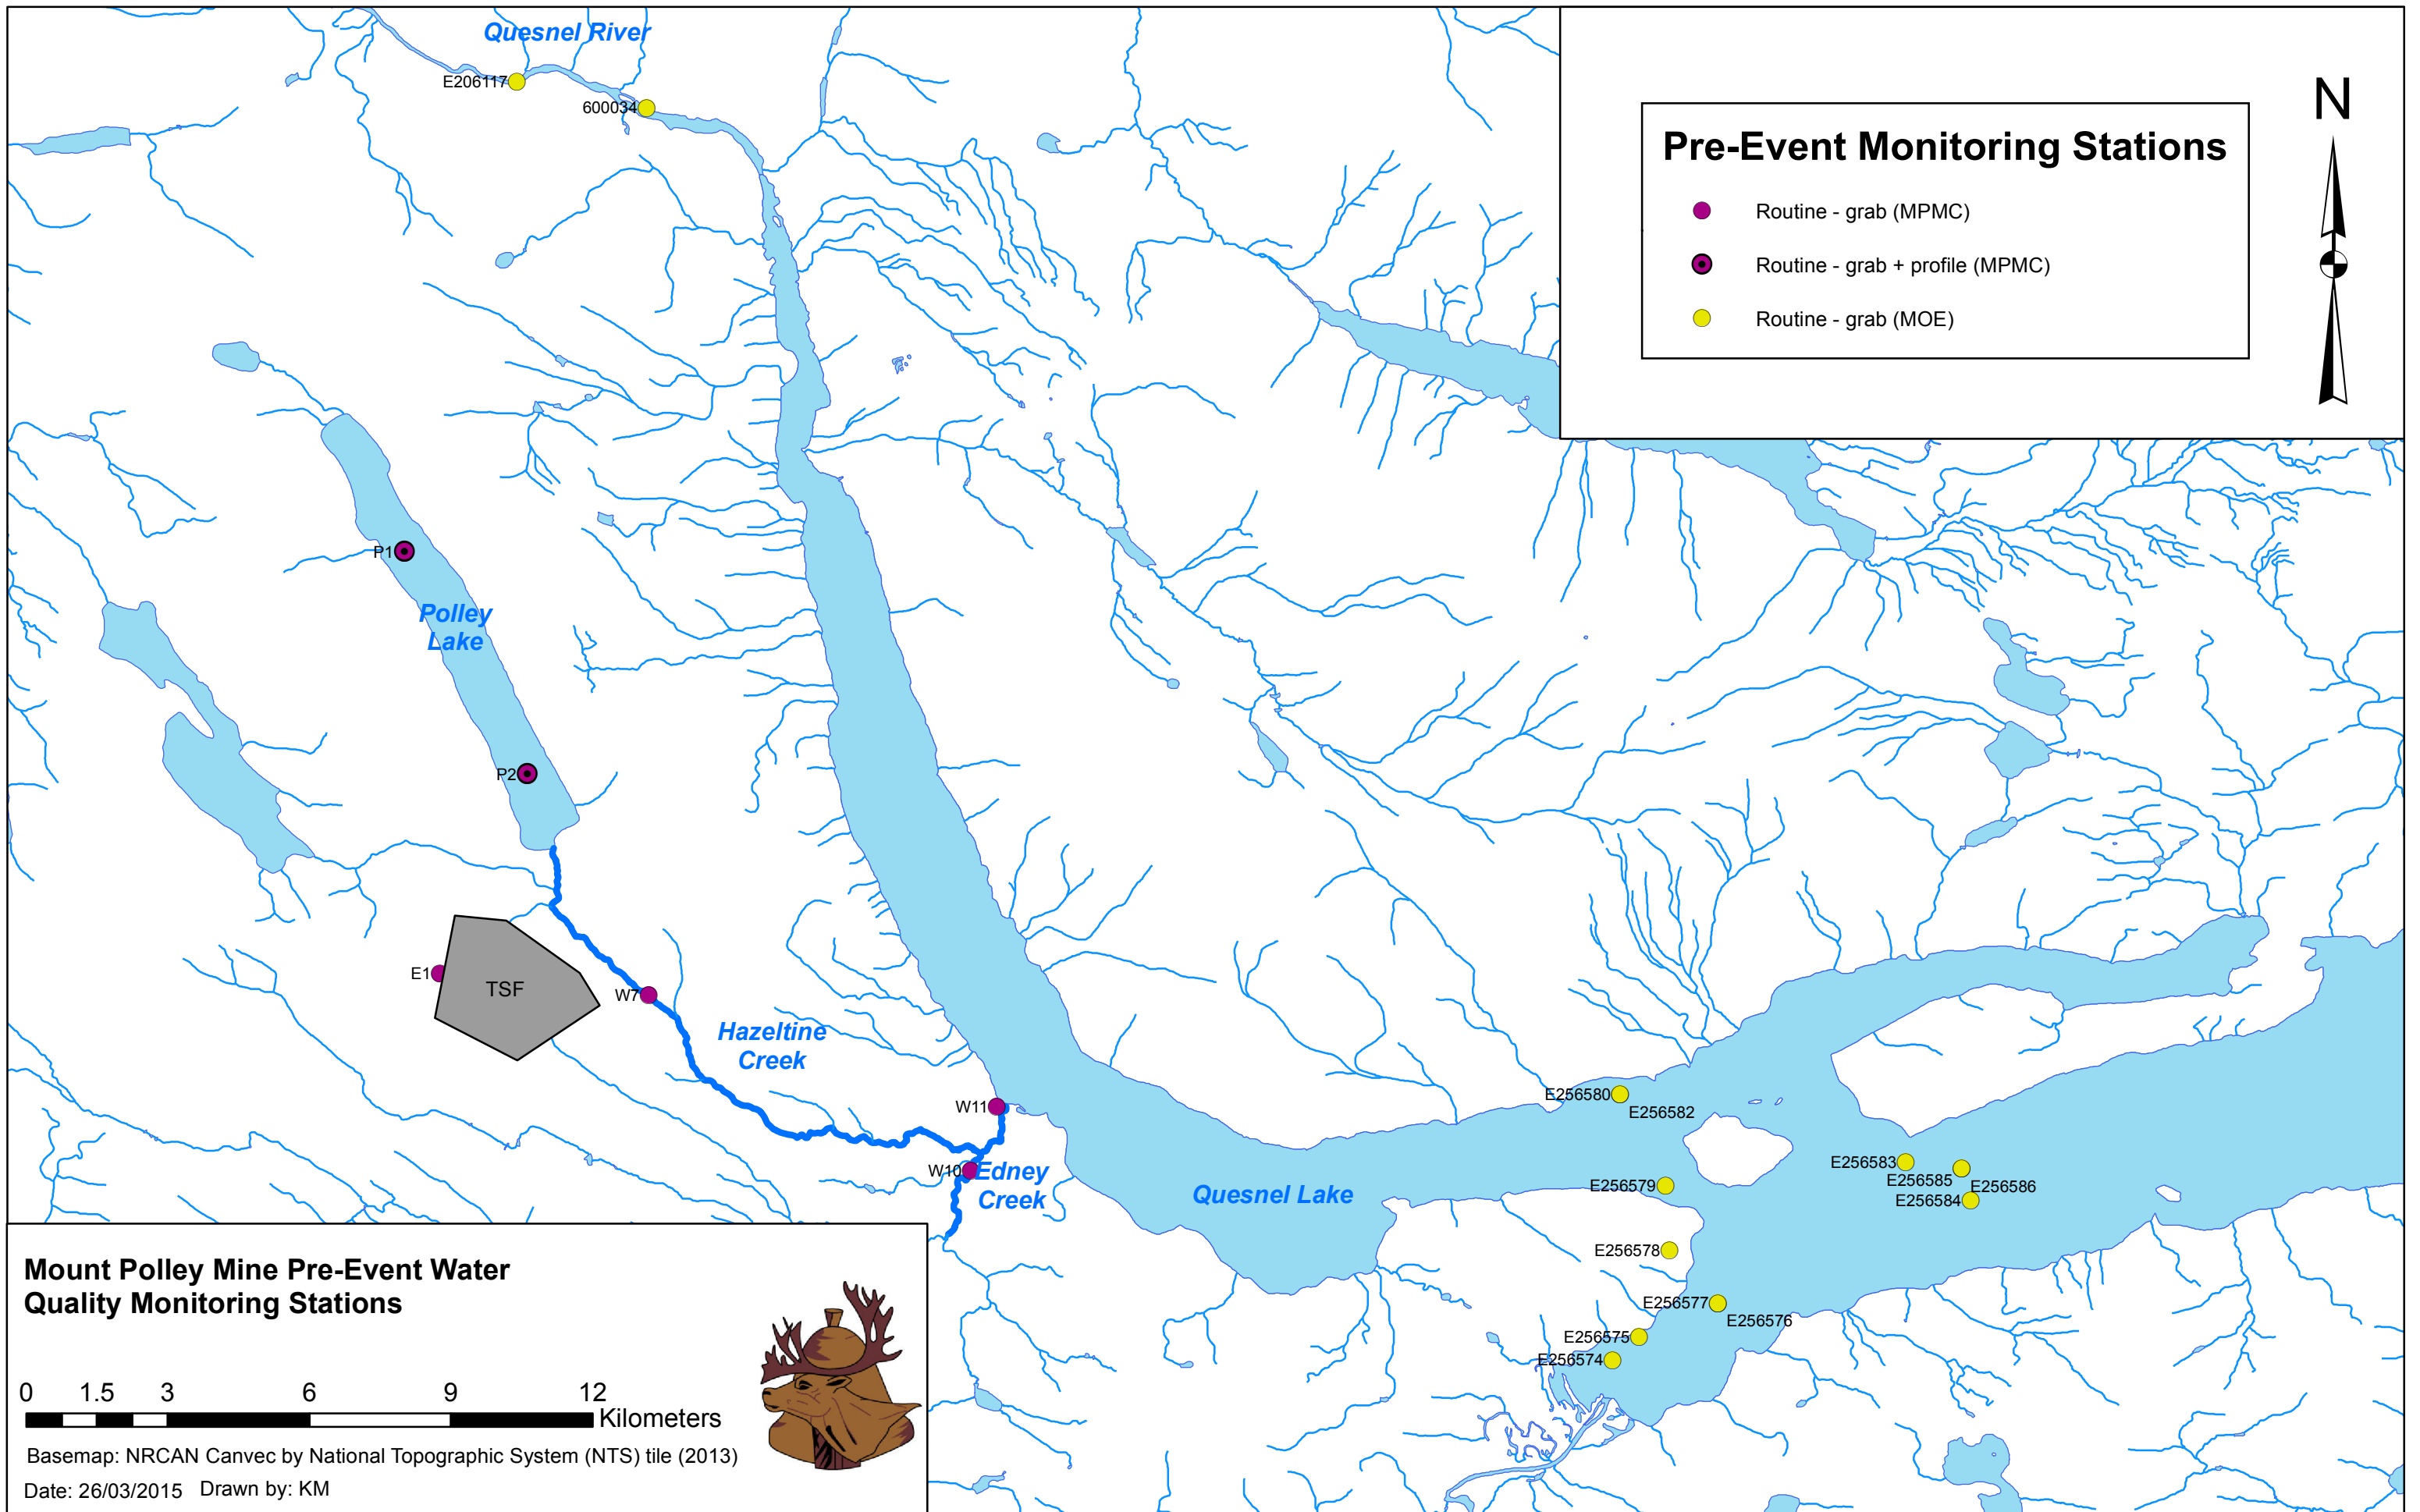 Quesnel River
E206117
600034
N
Pre-Event Monitoring Stations
Routine - grab (MPMC)
Routine - grab + profile (MPMC)
Routine - grab (MOE)
P1
Polley
Lake
P2
E1
TSF
W7
Hazeltine
Creek
W11
W10
Edney
Creek
Quesnel Lake
E256580
E256582
E256583
E256585
E256586
E256584
E256579
E256578
E256577
E256576
E256575
E256574
Mount Polley Mine Pre-Event Water
Quality Monitoring Stations
0 1.5 3 6 9 12
Kilometers
Basemap: NRCAN Canvec by National Topographic System (NTS) tile (2013)
Date: 26/03/2015 Drawn by: KM